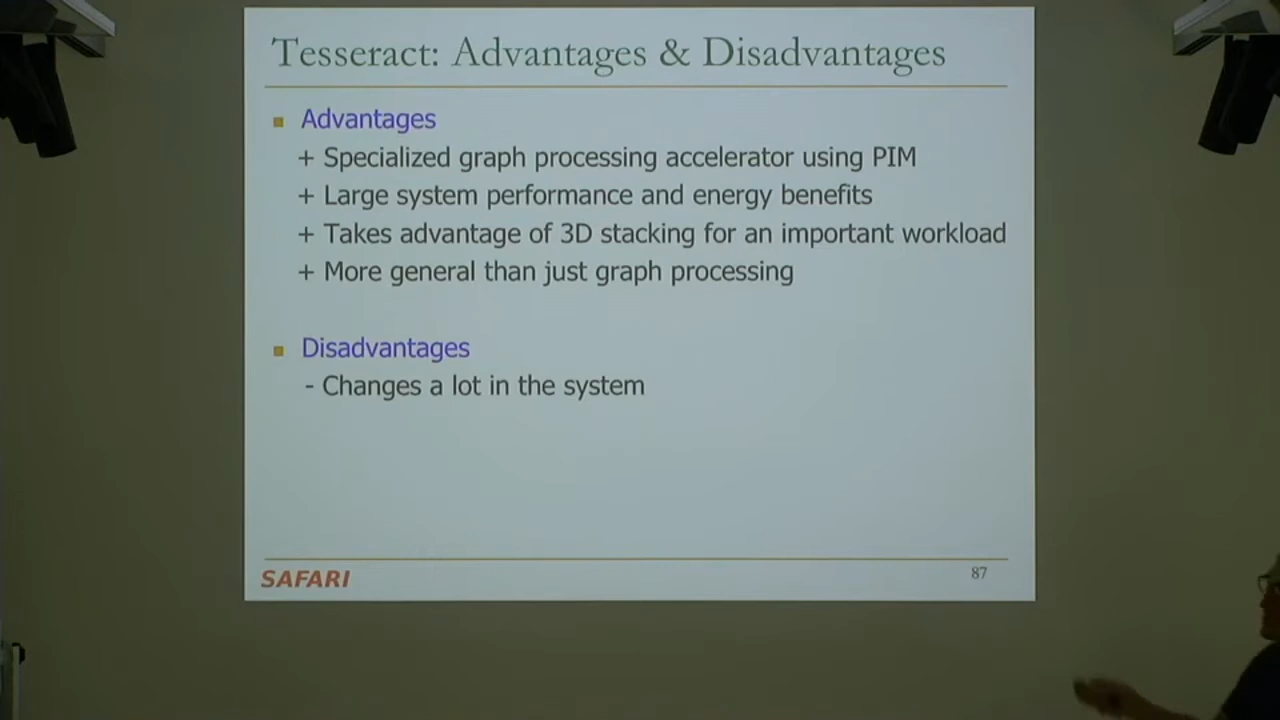 Tesseract: Advantages & Disadvantages
Advantages
+ Specialized graph processing accelerator using PIM
+ Large system performance and energy benefits
+ Takes advantage of 3D stacking for an important workload
+ More general than just graph processing
Disadvantages
- Changes a lot in the system
SAFARI
87